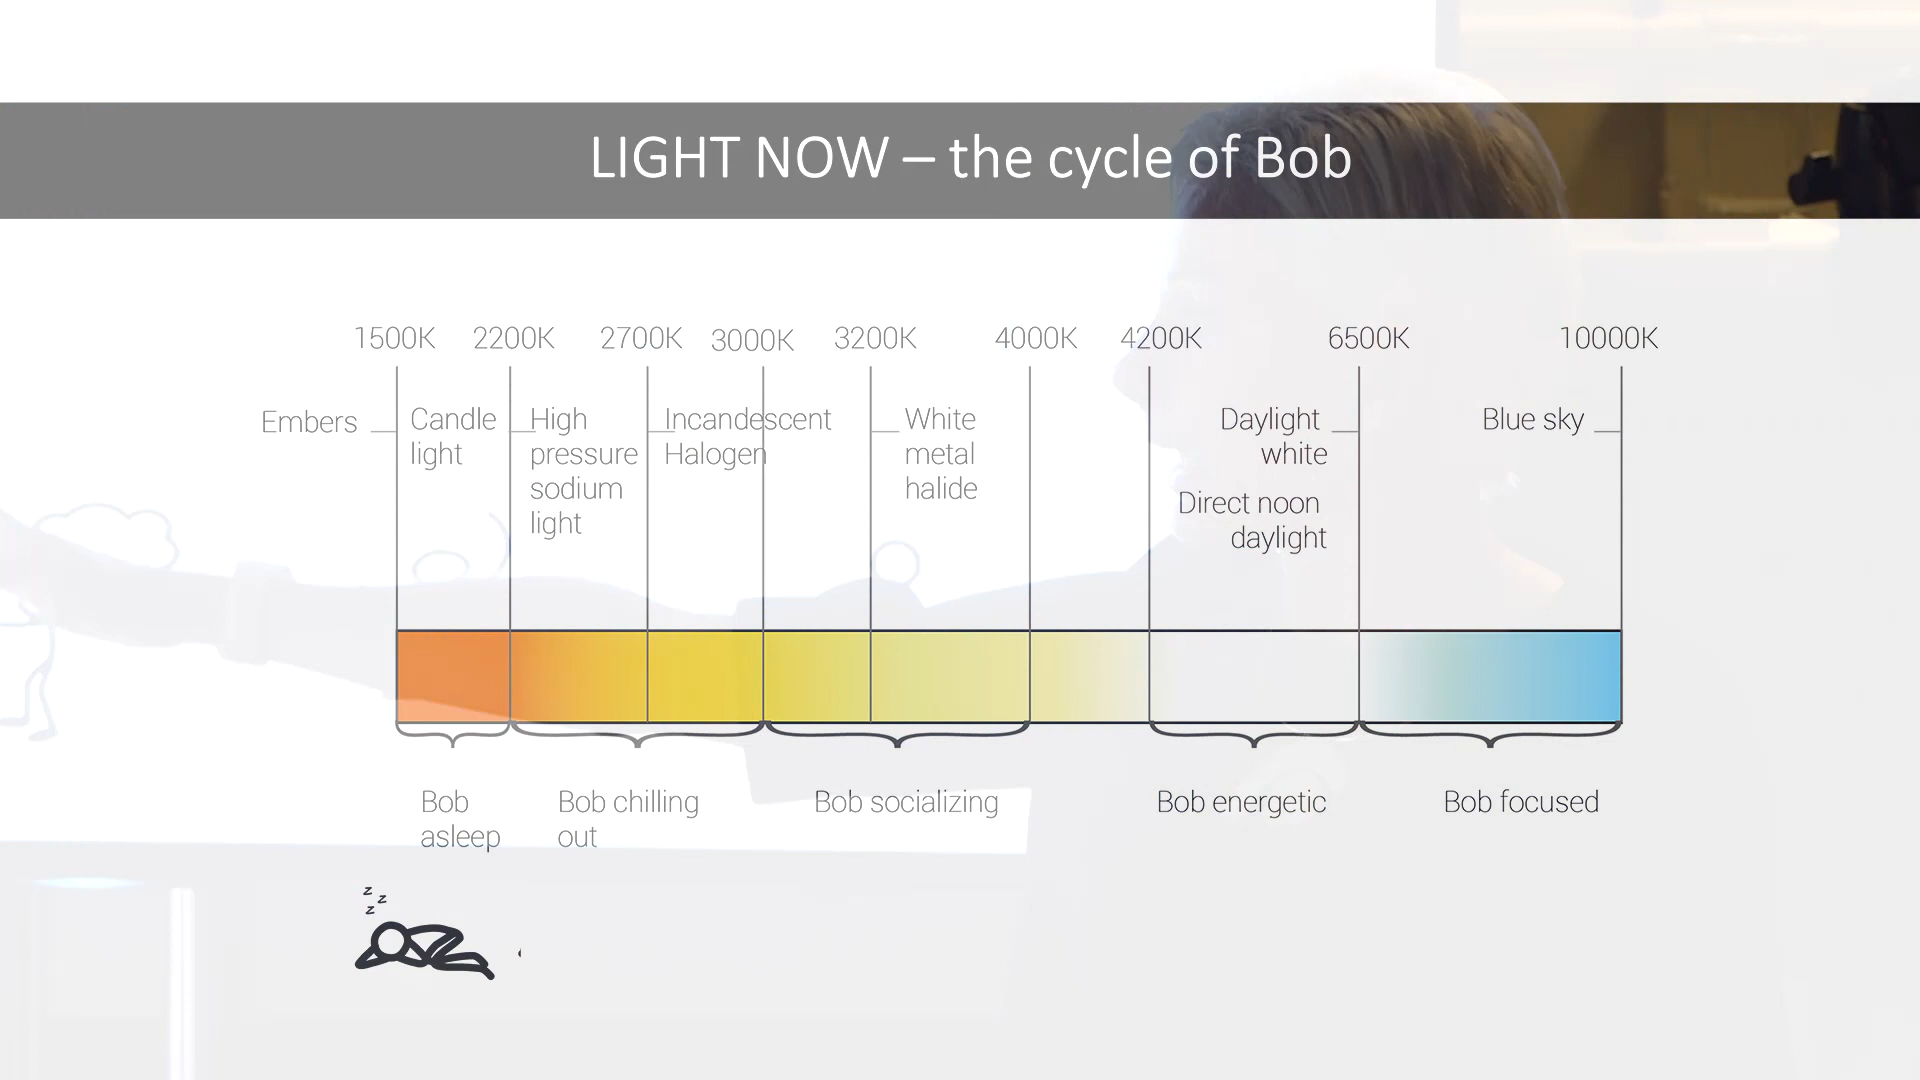 LIGHT NOW – the cycle of Bob
1500K 2200K 2700K 3000K 3200K 4000K 4200K 6500K 10000K
Embers
Candle
light
High
pressure
sodium
light
Incandescent
Halogen
White
metal
halide
Daylight
white
Direct noon
daylight
Blue sky
Bob
asleep
Bob chilling
out
Bob socializing
Bob energetic
Bob focused
z
z
z